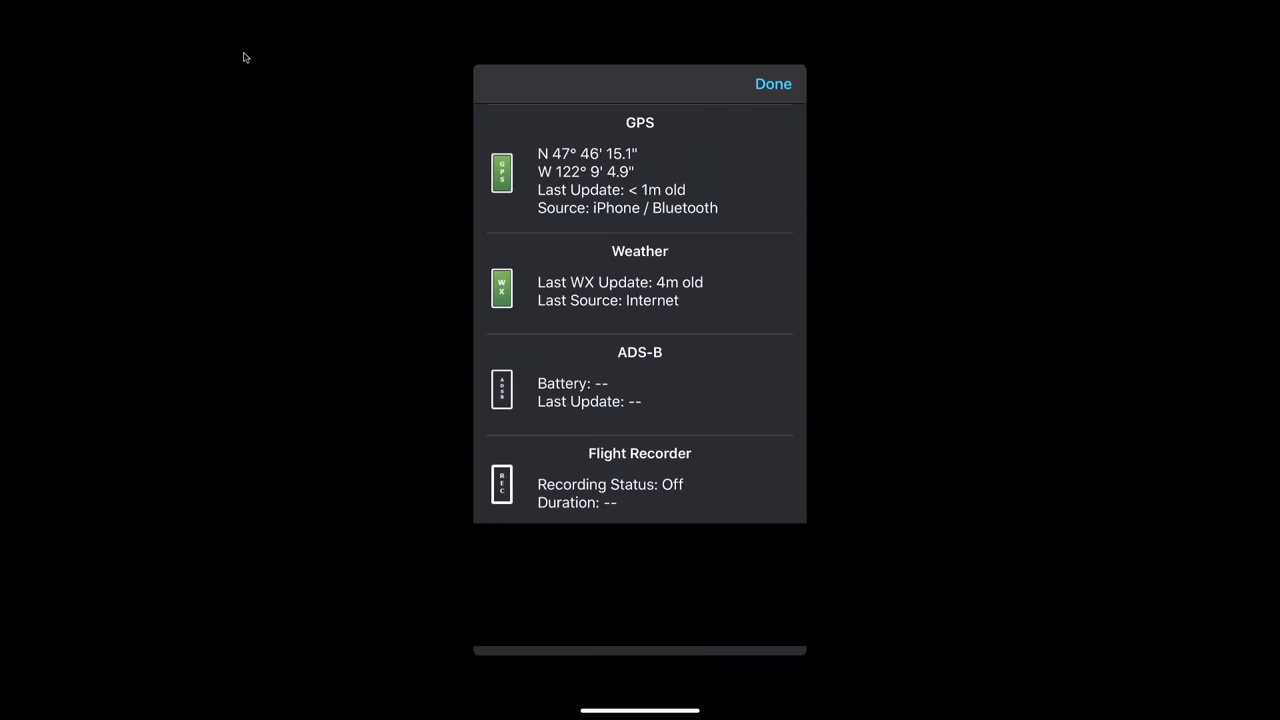 Done
GPS
G
P
S
N 47° 46' 15.1"
W 122° 9' 4.9"
Last Update: < 1m old
Source: iPhone / Bluetooth
Weather
W
X
Last WX Update: 4m old
Last Source: Internet
ADS-B
A
D
S
B
Battery: --
Last Update: --
Flight Recorder
R
E
C
Recording Status: Off
Duration: --